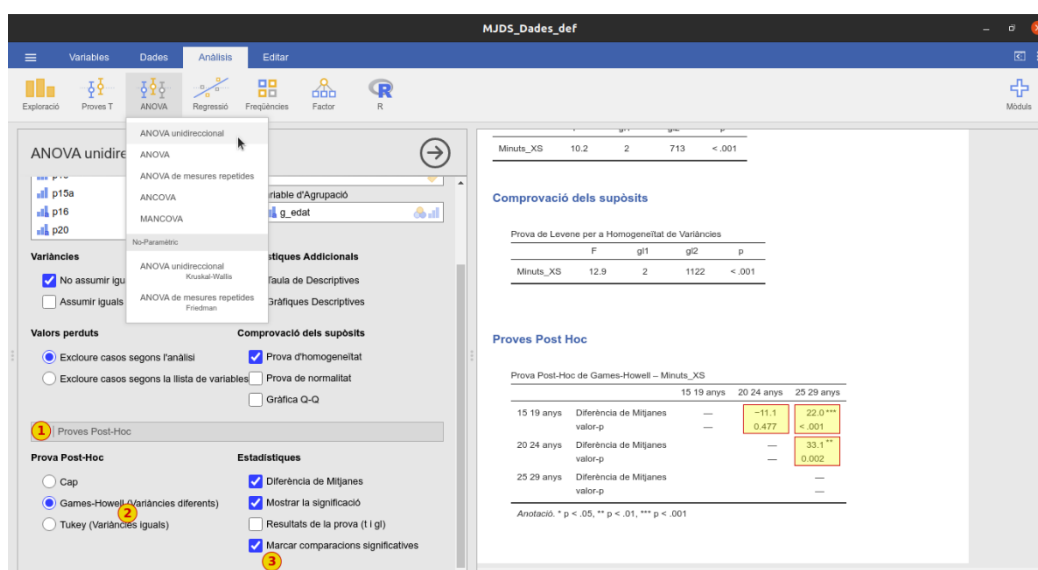 MJDS_Dades_def
Variables Dades Anàlisis Editar
Exploració Proves T ANOVA Regressió Freqüències Factor R Mòduls
ANOVA unidire
p15a
p16
p20
riable d'Agrupació
g_edat
ANOVA unidireccional
ANOVA
ANOVA de mesures repetides
ANCOVA
MANCOVA
No-Paramètric
ANOVA unidireccional
Kruskal-Wallis
ANOVA de mesures repetides
Friedman
Variàncies
No assumir igu
Assumir iguals
stiques Addicionals
Taula de Descriptives
Gràfiques Descriptives
Valors perduts
Excloure casos segons l'anàlisi
Excloure casos segons la llista de variables
Comprovació dels supòsits
Prova d'homogeneïtat
Prova de normalitat
Gràfica Q-Q
1 Proves Post-Hoc
Prova Post-Hoc
Cap
Games-Howell (Variàncies diferents)
2
Tukey (Variàncies iguals)
Estadístiques
Diferència de Mitjanes
Mostrar la significació
Resultats de la prova (t i gl)
Marcar comparacions significatives
3
Minuts_XS 10.2 2 713 < .001
Comprovació dels supòsits
Prova de Levene per a Homogeneïtat de Variàncies
F gl1 gl2 p
Minuts_XS 12.9 2 1122 < .001
Proves Post Hoc
Prova Post-Hoc de Games-Howell – Minuts_XS
15 19 anys 20 24 anys 25 29 anys
15 19 anys Diferència de Mitjanes — −11.1 22.0 ***
valor-p — 0.477 < .001
20 24 anys Diferència de Mitjanes — 33.1 **
valor-p — 0.002
25 29 anys Diferència de Mitjanes —
valor-p —
Anotació. * p < .05, ** p < .01, *** p < .001